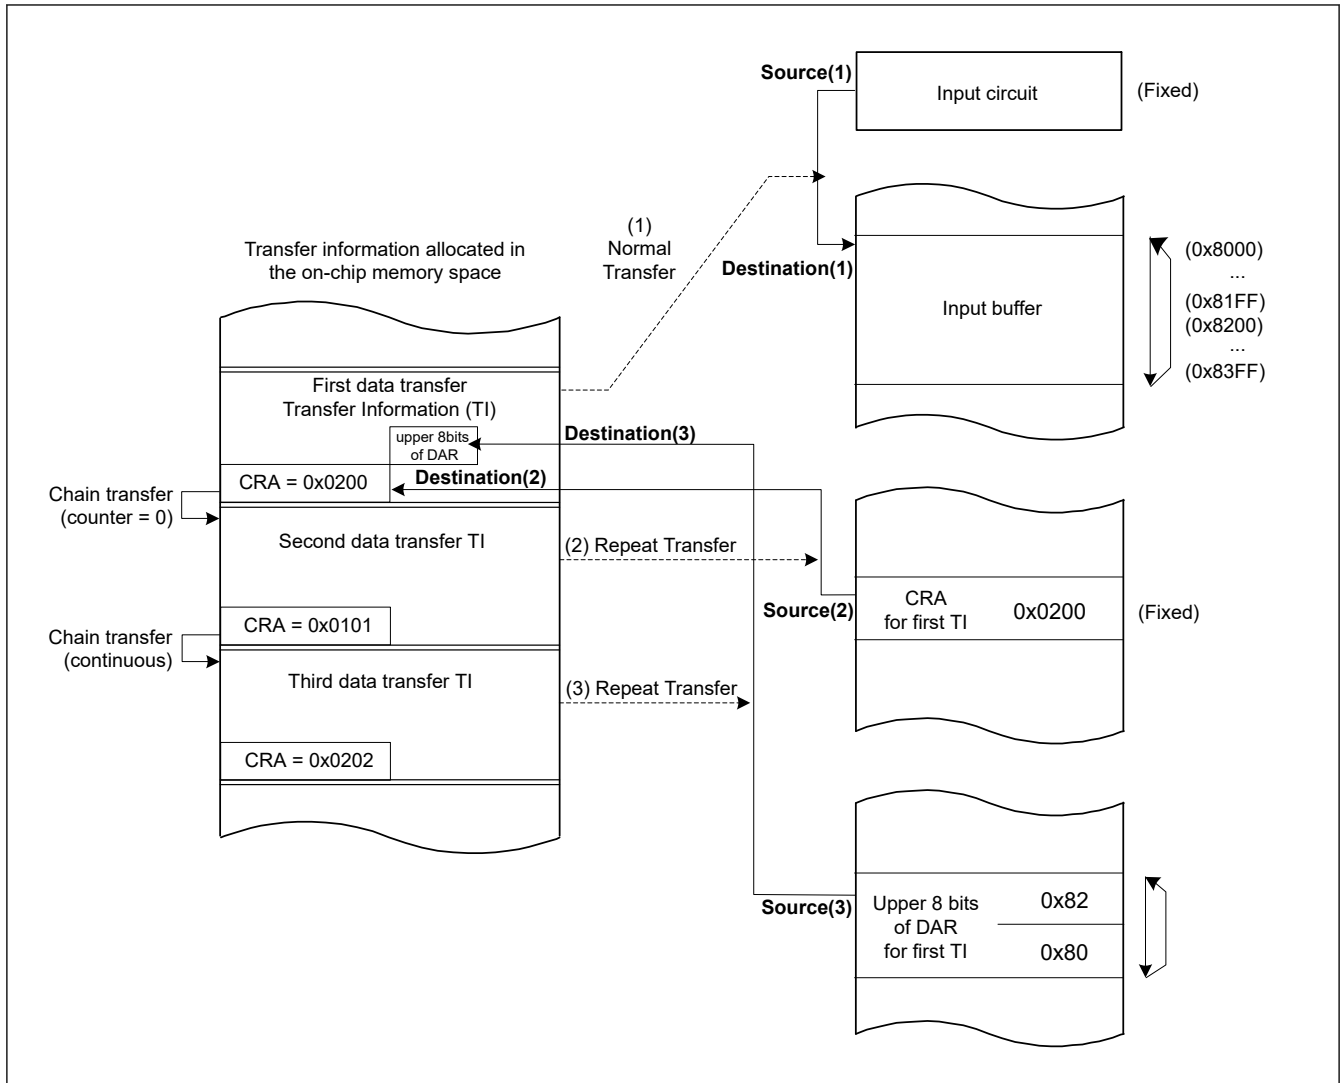 Source(1)
Input circuit
(Fixed)
(1)
Normal
Transfer
Transfer information allocated in
the on-chip memory space
Destination(1)
Input buffer
(0x8000)
...
(0x81FF)
(0x8200)
...
(0x83FF)
First data transfer
Transfer Information (TI)
upper 8bits
of DAR
Destination(3)
CRA = 0x0200
Destination(2)
Chain transfer
(counter = 0)
Second data transfer TI
(2) Repeat Transfer
CRA = 0x0101
Source(2)
CRA
for first TI
0x0200
(Fixed)
Chain transfer
(continuous)
Third data transfer TI
(3) Repeat Transfer
CRA = 0x0202
Source(3)
Upper 8 bits
of DAR
for first TI
0x82
0x80